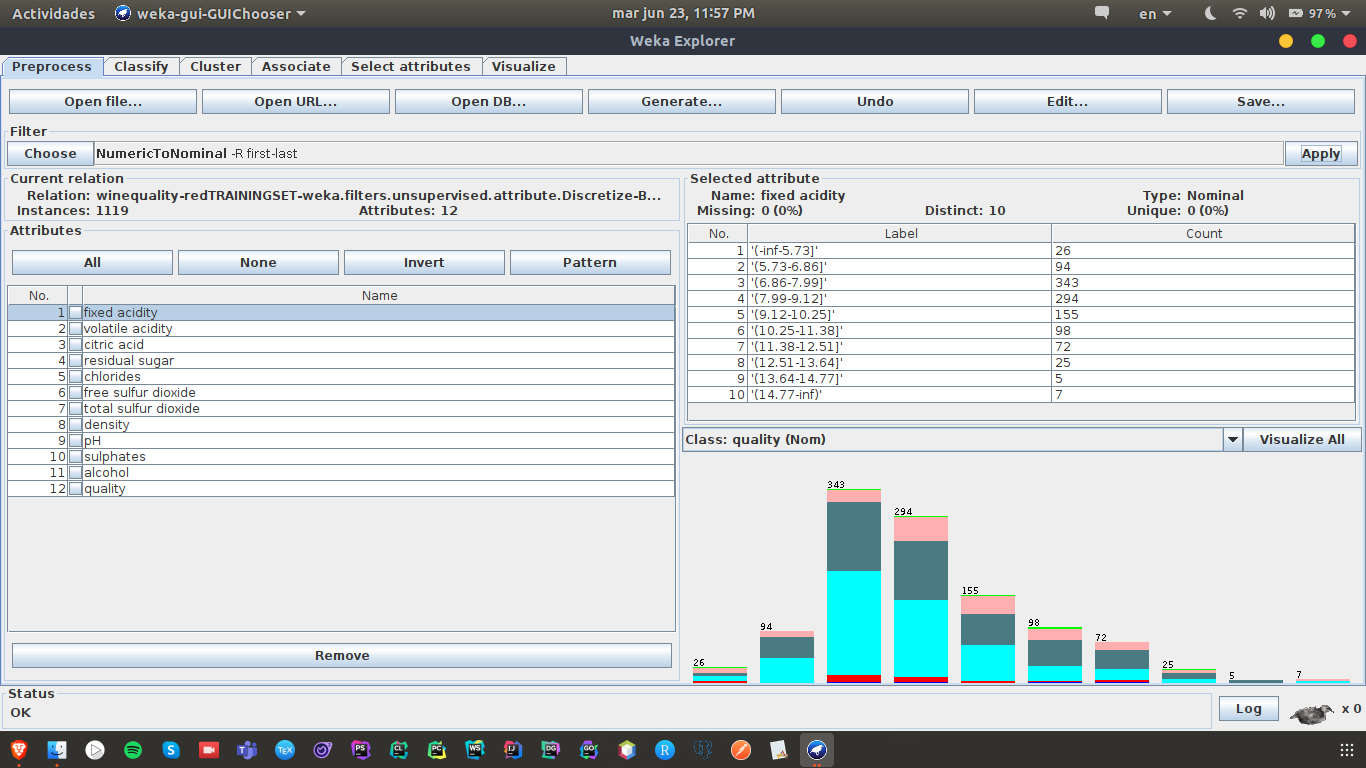 Actividades weka-gui-GUIChooser mar jun 23, 11:57 PM en 97%
Weka Explorer
Preprocess Classify Cluster Associate Select attributes Visualize
Open file... Open URL... Open DB... Generate... Undo Edit... Save...
Filter
Choose NumericToNominal -R first-last Apply
Current relation
Relation: winequality-redTRAININGSET-weka.filters.unsupervised.attribute.Discretize-B...
Instances: 1119 Attributes: 12
Attributes
All None Invert Pattern
No. Name
1 fixed acidity
2 volatile acidity
3 citric acid
4 residual sugar
5 chlorides
6 free sulfur dioxide
7 total sulfur dioxide
8 density
9 pH
10 sulphates
11 alcohol
12 quality
Remove
Selected attribute
Name: fixed acidity Type: Nominal
Missing: 0 (0%) Distinct: 10 Unique: 0 (0%)
No. Label Count
1 '(-inf-5.73]' 26
2 '(5.73-6.86]' 94
3 '(6.86-7.99]' 343
4 '(7.99-9.12]' 294
5 '(9.12-10.25]' 155
6 '(10.25-11.38]' 98
7 '(11.38-12.51]' 72
8 '(12.51-13.64]' 25
9 '(13.64-14.77]' 5
10 '(14.77-inf)' 7
Class: quality (Nom) Visualize All
26 94 343 294 155 98 72 25 5 7
Status
OK Log x 0
S TEX PS CL PC WS IJ DG GO R